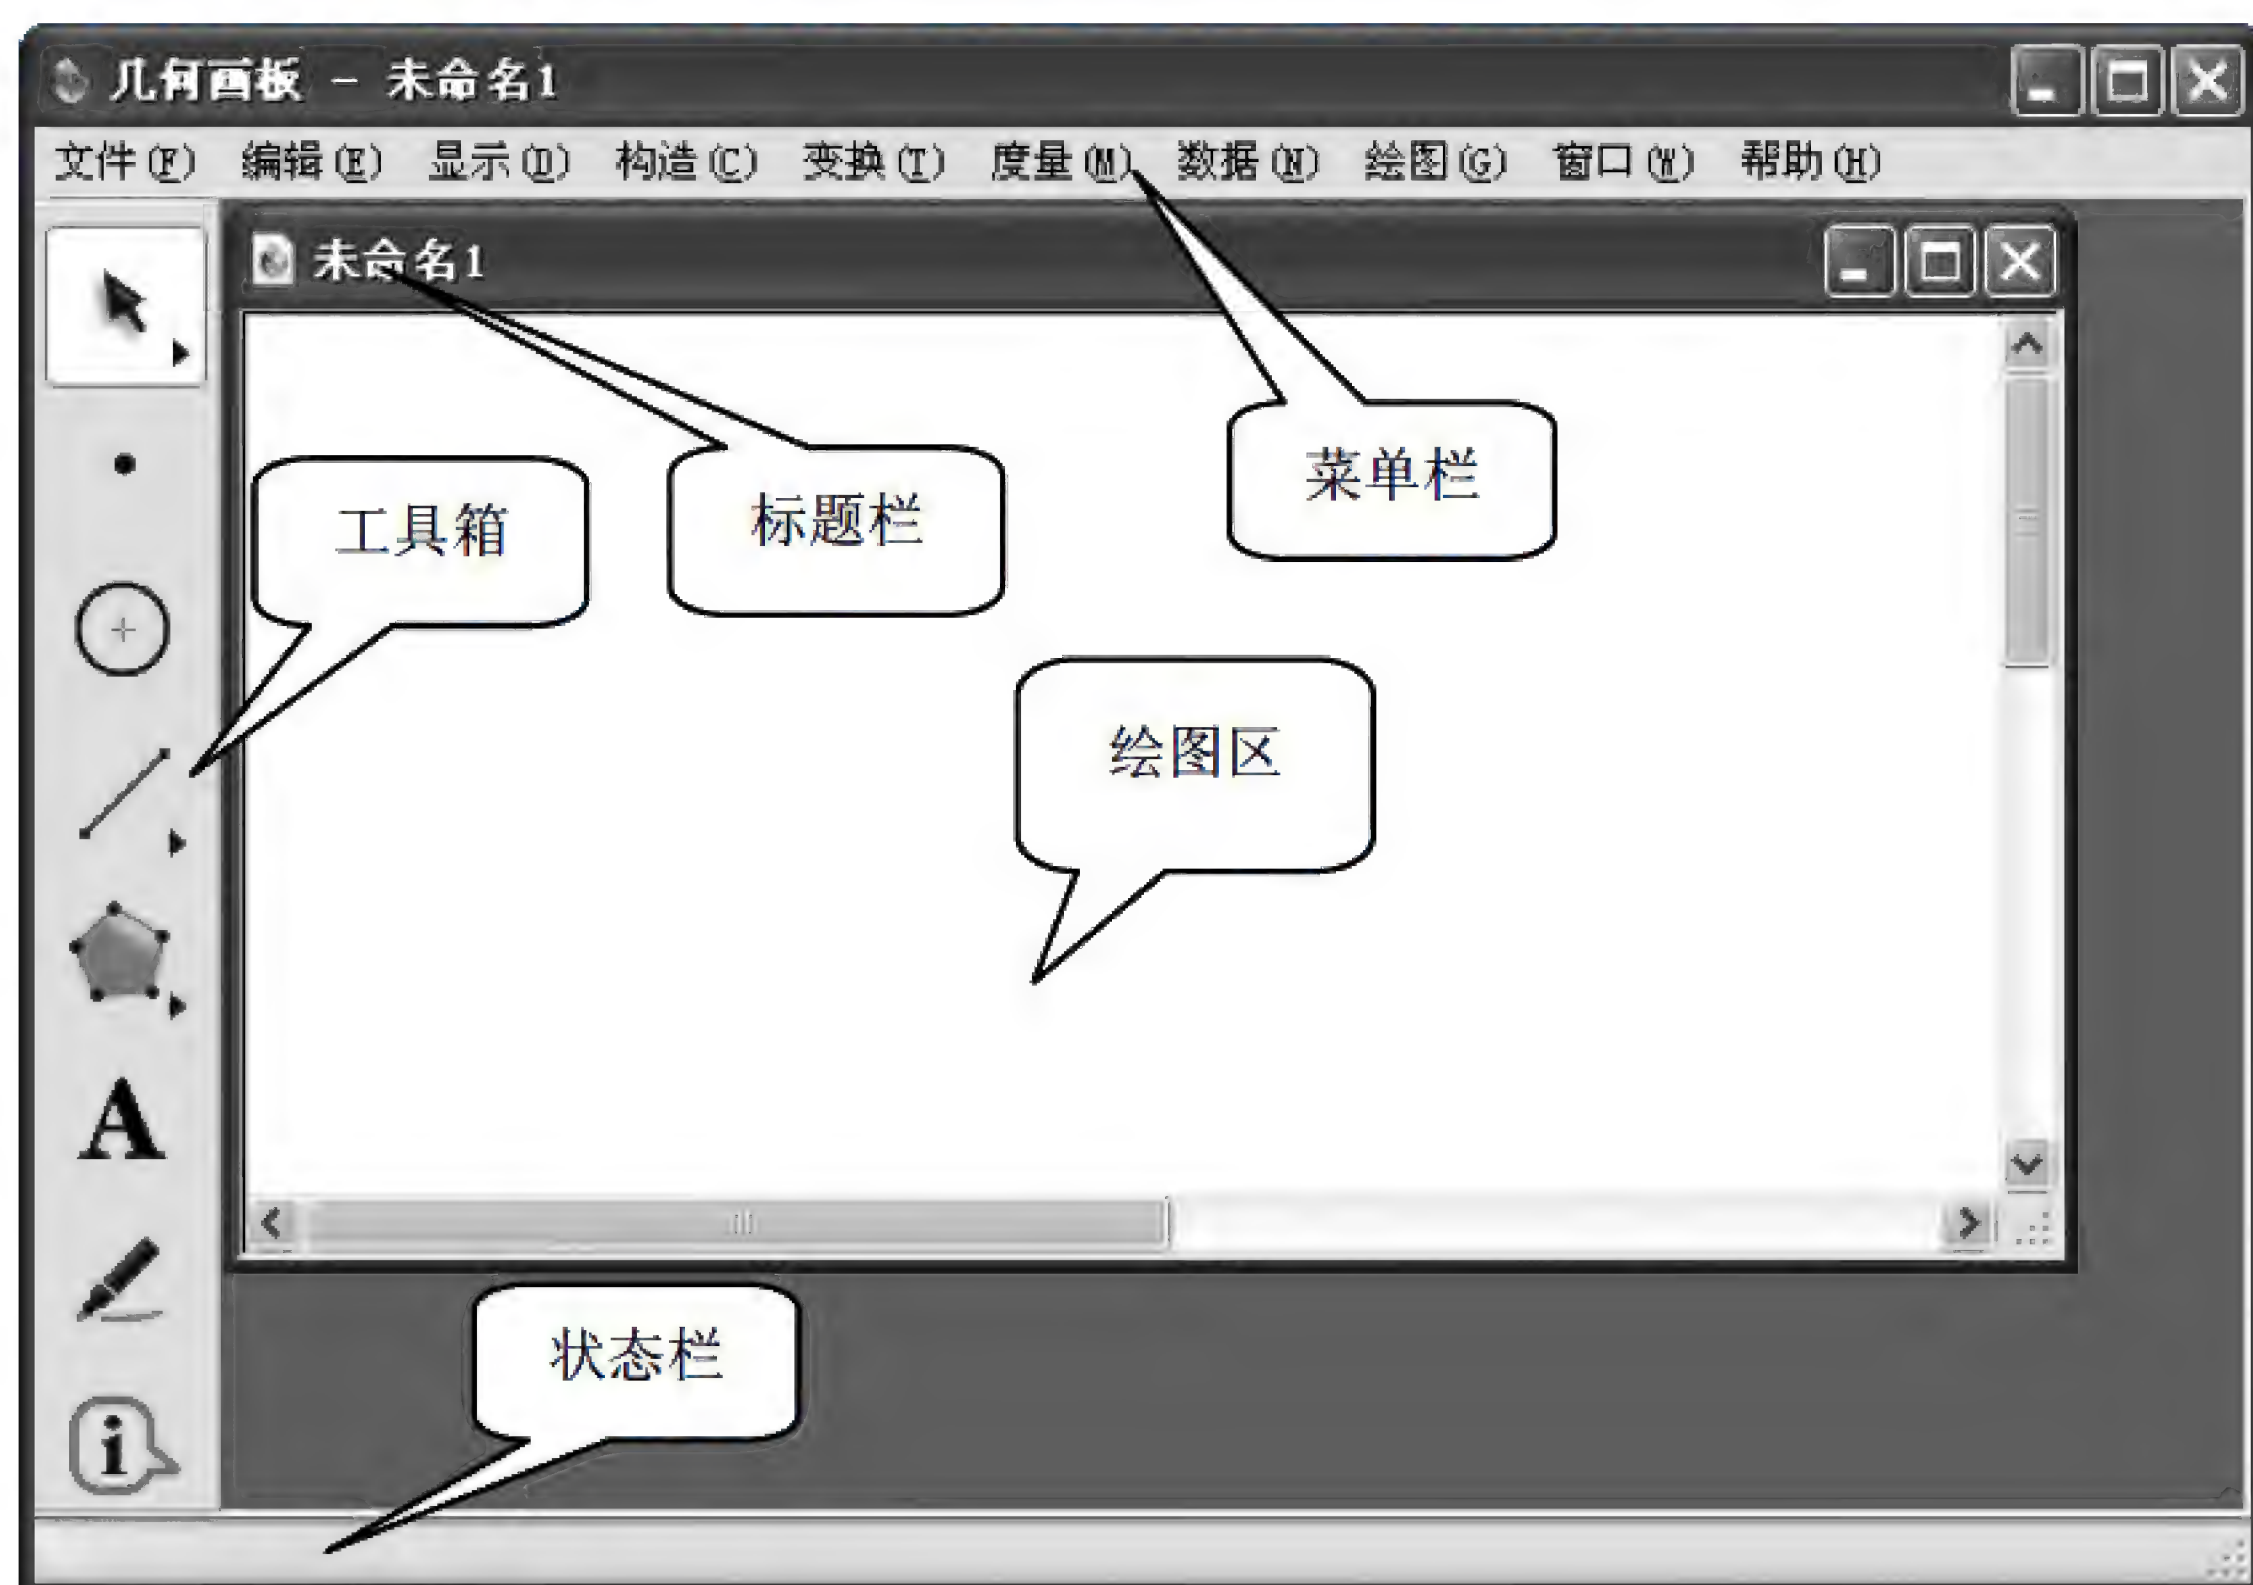 几何画板 - 未命名1
文件(F) 编辑(E) 显示(D) 构造(C) 变换(T) 度量(M) 数据(N) 绘图(G) 窗口(W) 帮助(H)
未命名1
菜单栏
标题栏
工具箱
绘图区
A
状态栏
i